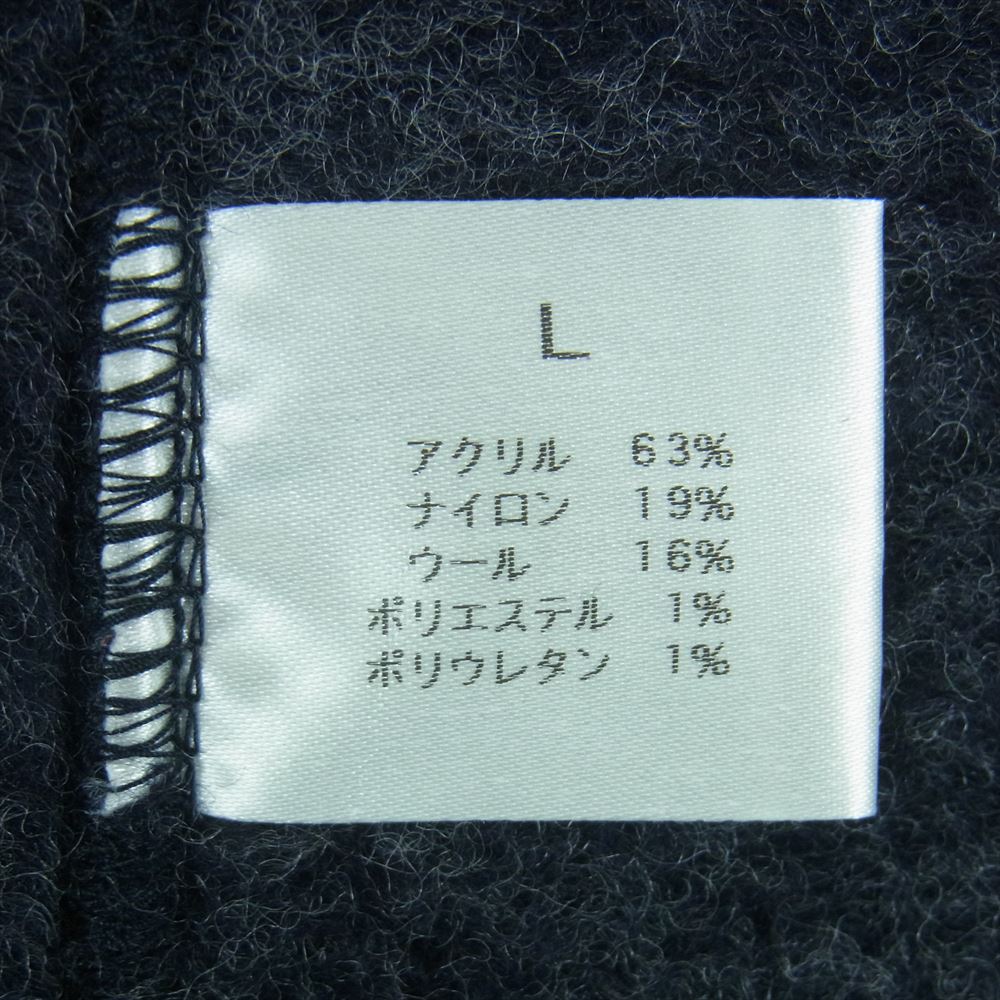 L
アクリル 63%
ナイロン 19%
ウール 16%
ポリエステル 1%
ポリウレタン 1%